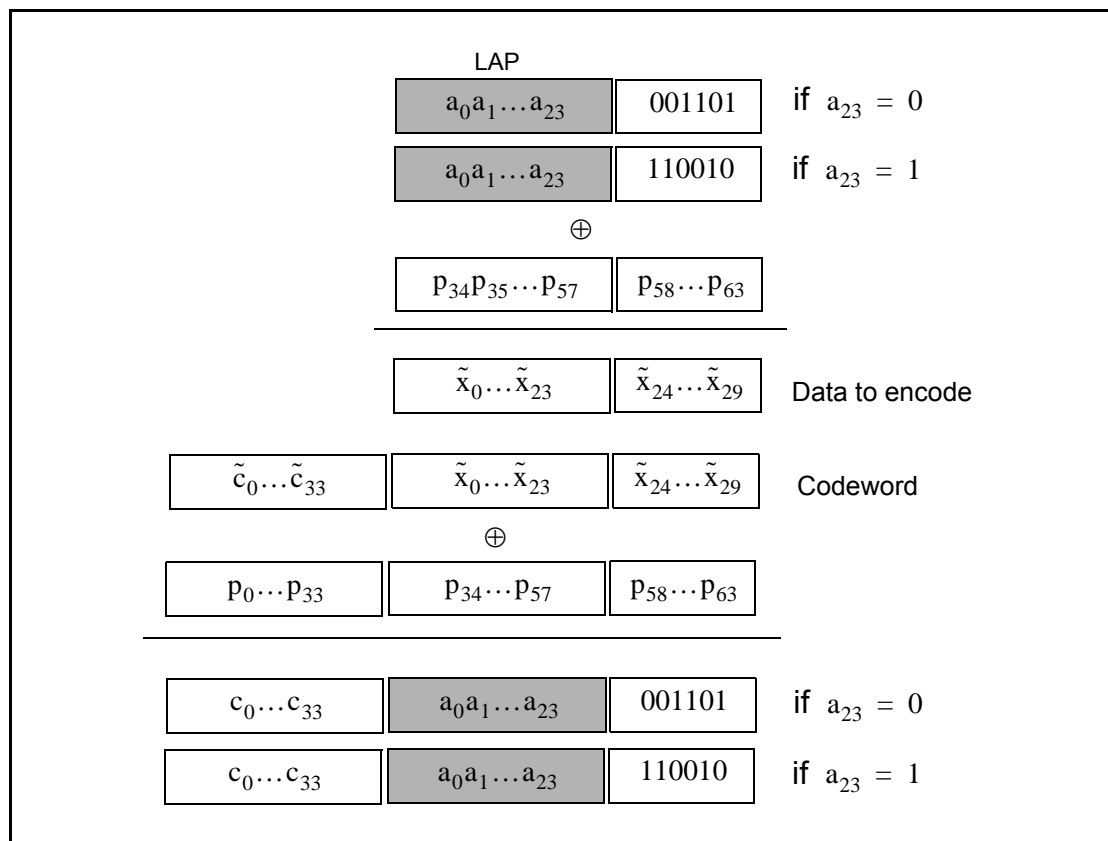 LAP
a₀a₁…a₂₃ 001101 if a₂₃ = 0
a₀a₁…a₂₃ 110010 if a₂₃ = 1
⊕
p₃₄p₃₅…p₅₇ p₅₈…p₆₃
x̃₀…x̃₂₃ x̃₂₄…x̃₂₉ Data to encode
c̃₀…c̃₃₃ x̃₀…x̃₂₃ x̃₂₄…x̃₂₉ Codeword
⊕
p₀…p₃₃ p₃₄…p₅₇ p₅₈…p₆₃
c₀…c₃₃ a₀a₁…a₂₃ 001101 if a₂₃ = 0
c₀…c₃₃ a₀a₁…a₂₃ 110010 if a₂₃ = 1